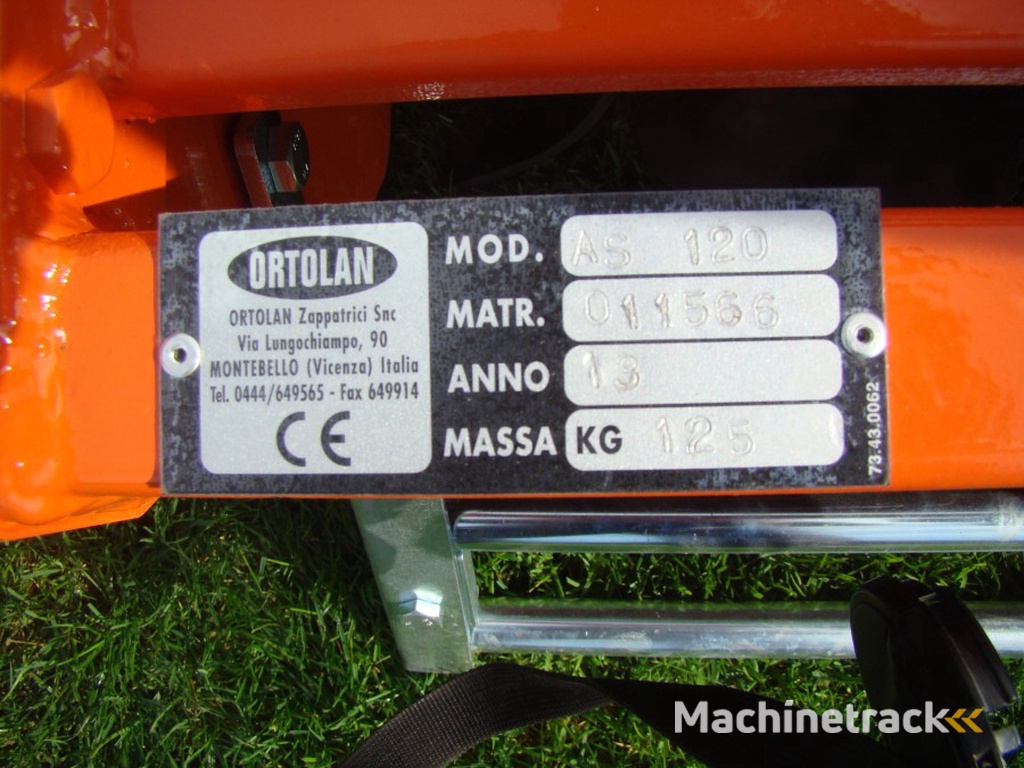 ORTOLAN
ORTOLAN Zappatrici Snc
Via Lungochiampo, 90
MONTEBELLO (Vicenza) Italia
Tel. 0444/649565 - Fax 649914
CE
MOD. AS 120
MATR. 011566
ANNO 13
MASSA KG 125
73.43.0062
Machinetrack